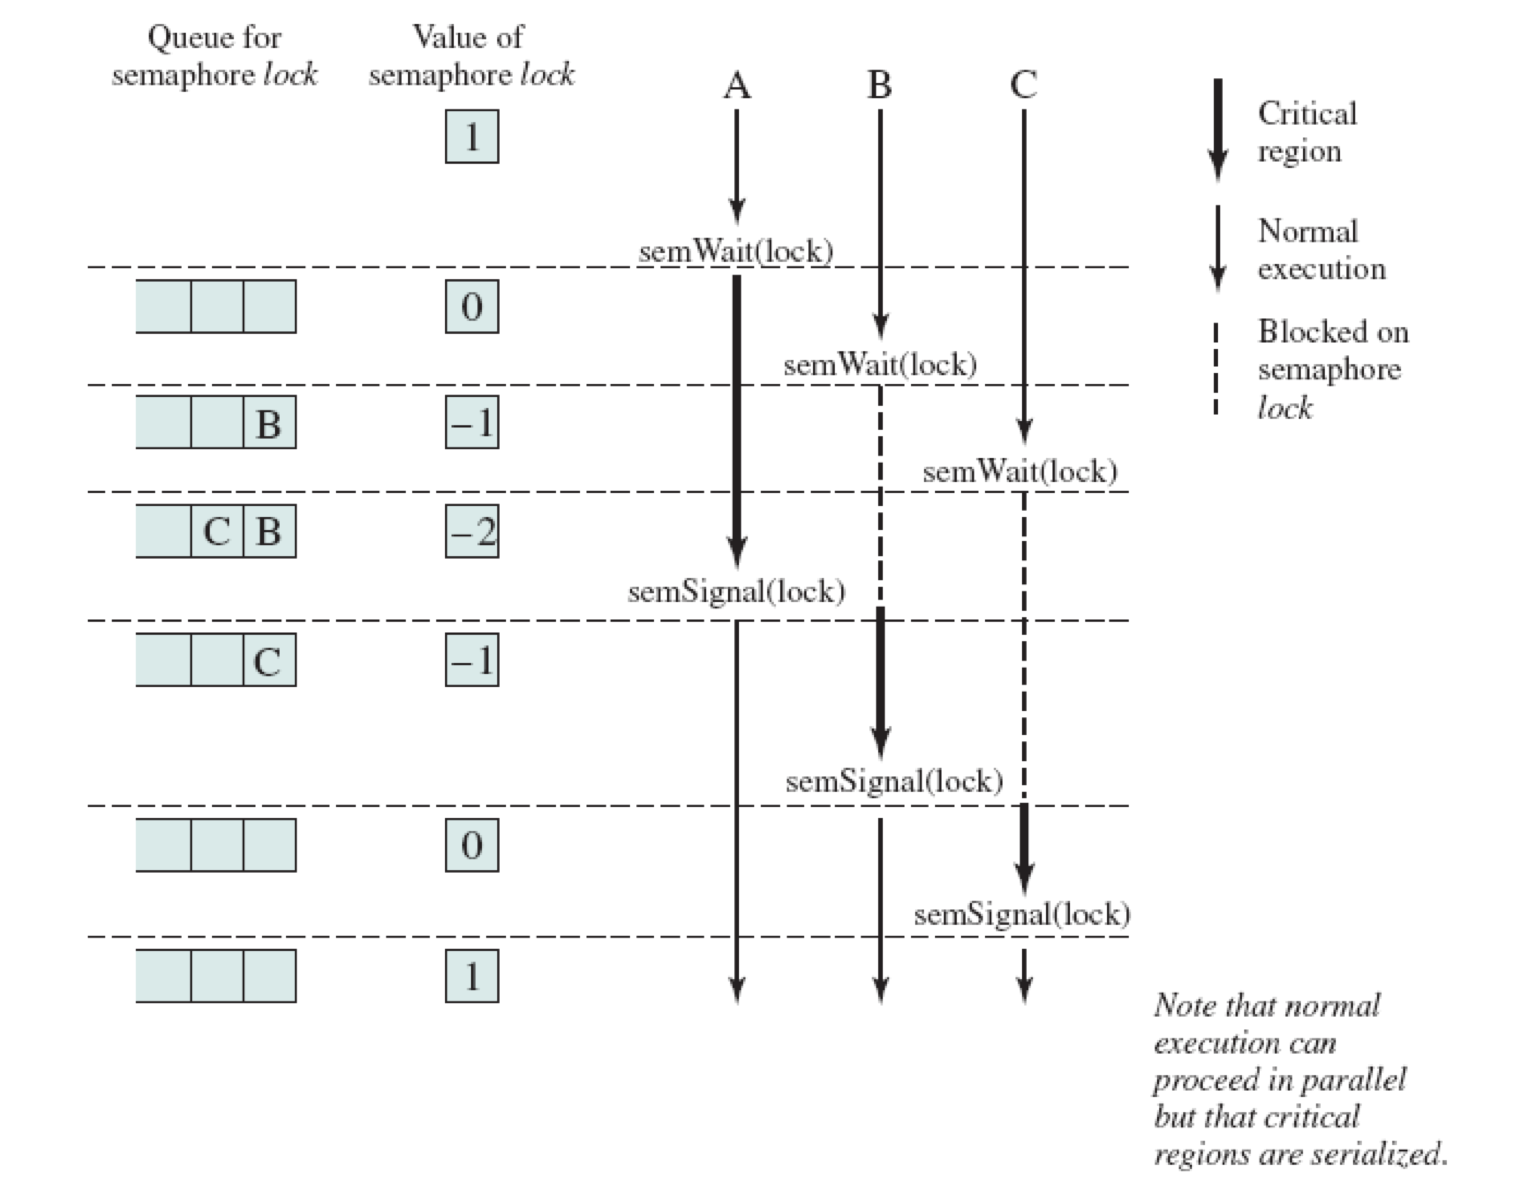 Queue for
semaphore lock
Value of
semaphore lock
A
B
C
1
Critical
region
Normal
execution
semWait(lock)
0
Blocked on
semaphore
lock
semWait(lock)
B
−1
semWait(lock)
C B
−2
semSignal(lock)
C
−1
semSignal(lock)
0
semSignal(lock)
1
Note that normal
execution can
proceed in parallel
but that critical
regions are serialized.